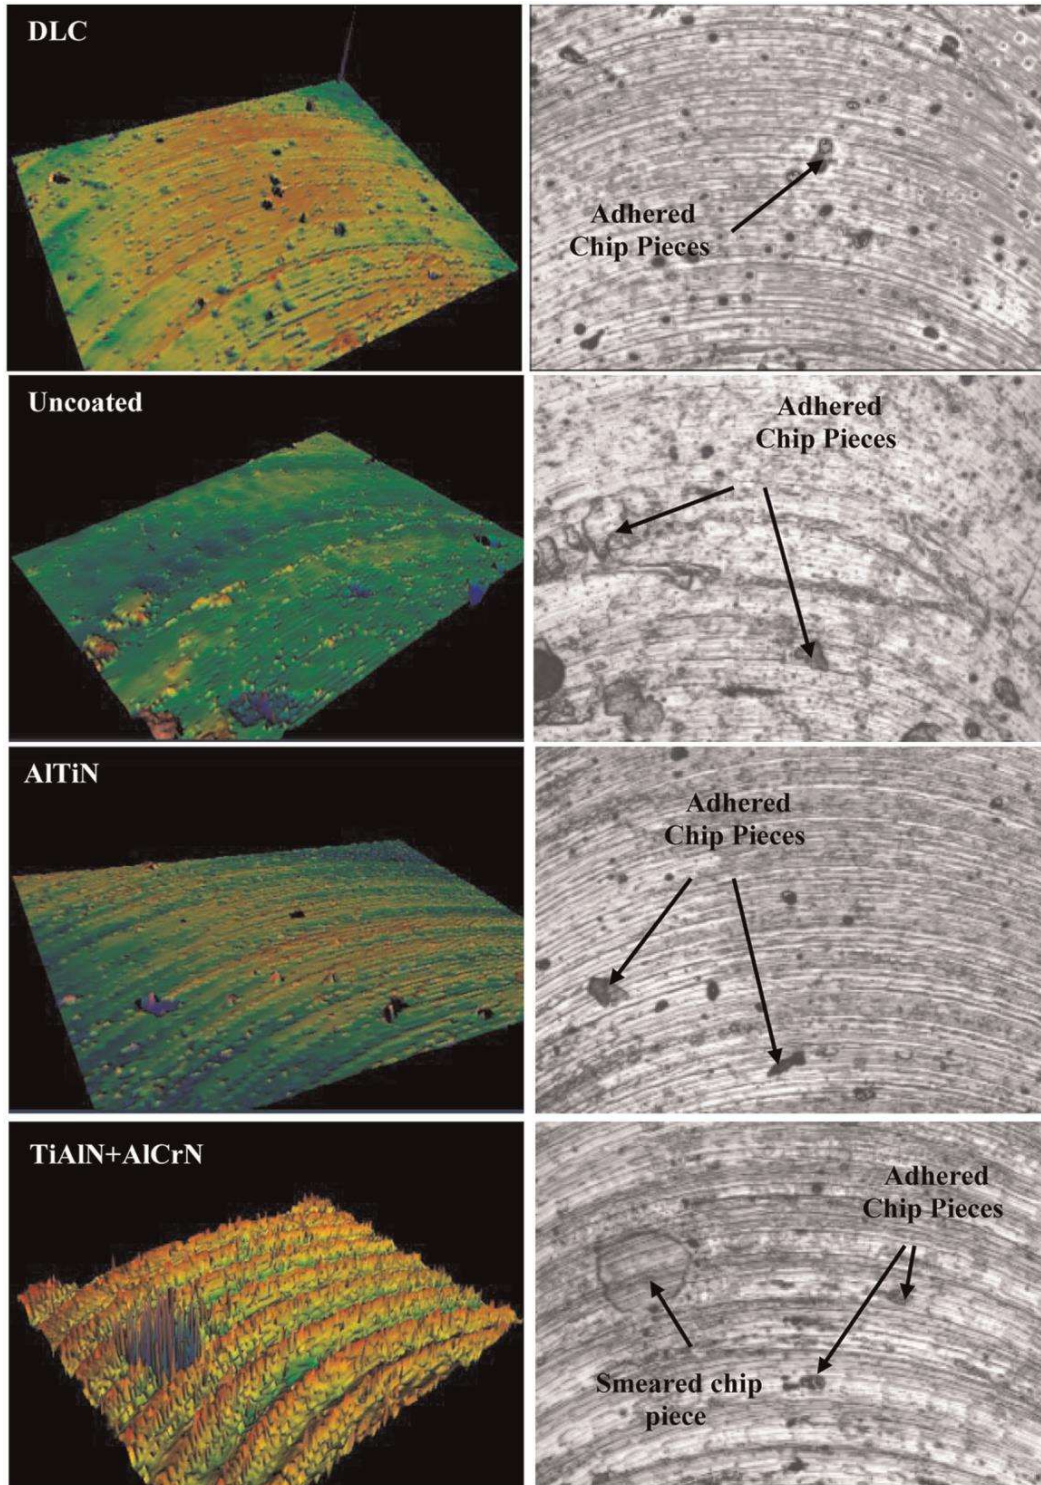 DLC
Adhered
Chip Pieces
Uncoated
Adhered
Chip Pieces
AlTiN
Adhered
Chip Pieces
TiAlN+AlCrN
Adhered
Chip Pieces
Smeared chip
piece